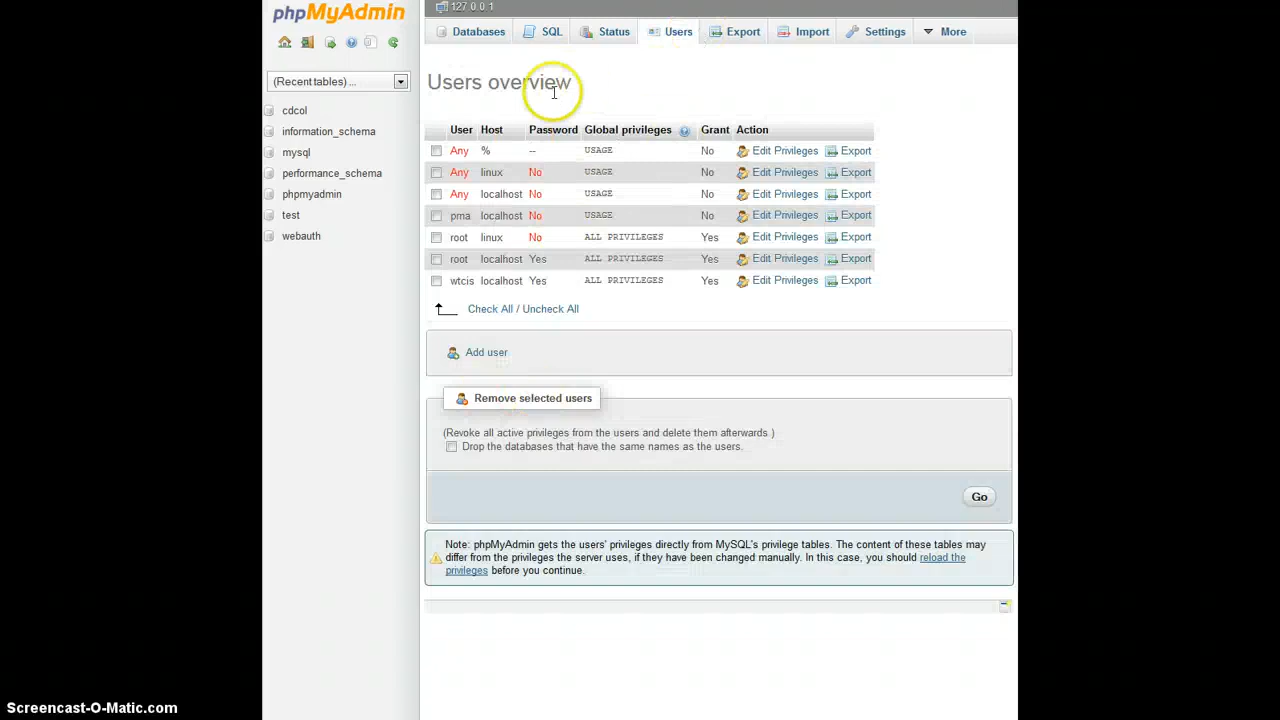 phpMyAdmin
127.0.0.1
Databases SQL Status Users Export Import Settings More
(Recent tables) ...
cdcol
information_schema
mysql
performance_schema
phpmyadmin
test
webauth
Users overview
User Host Password Global privileges Grant Action
Any % -- USAGE No Edit Privileges Export
Any linux No USAGE No Edit Privileges Export
Any localhost No USAGE No Edit Privileges Export
pma localhost No USAGE No Edit Privileges Export
root linux No ALL PRIVILEGES Yes Edit Privileges Export
root localhost Yes ALL PRIVILEGES Yes Edit Privileges Export
wtcis localhost Yes ALL PRIVILEGES Yes Edit Privileges Export
Check All / Uncheck All
Add user
Remove selected users
(Revoke all active privileges from the users and delete them afterwards.)
Drop the databases that have the same names as the users.
Go
Note: phpMyAdmin gets the users' privileges directly from MySQL's privilege tables. The content of these tables may
differ from the privileges the server uses, if they have been changed manually. In this case, you should reload the
privileges before you continue.
Screencast-O-Matic.com